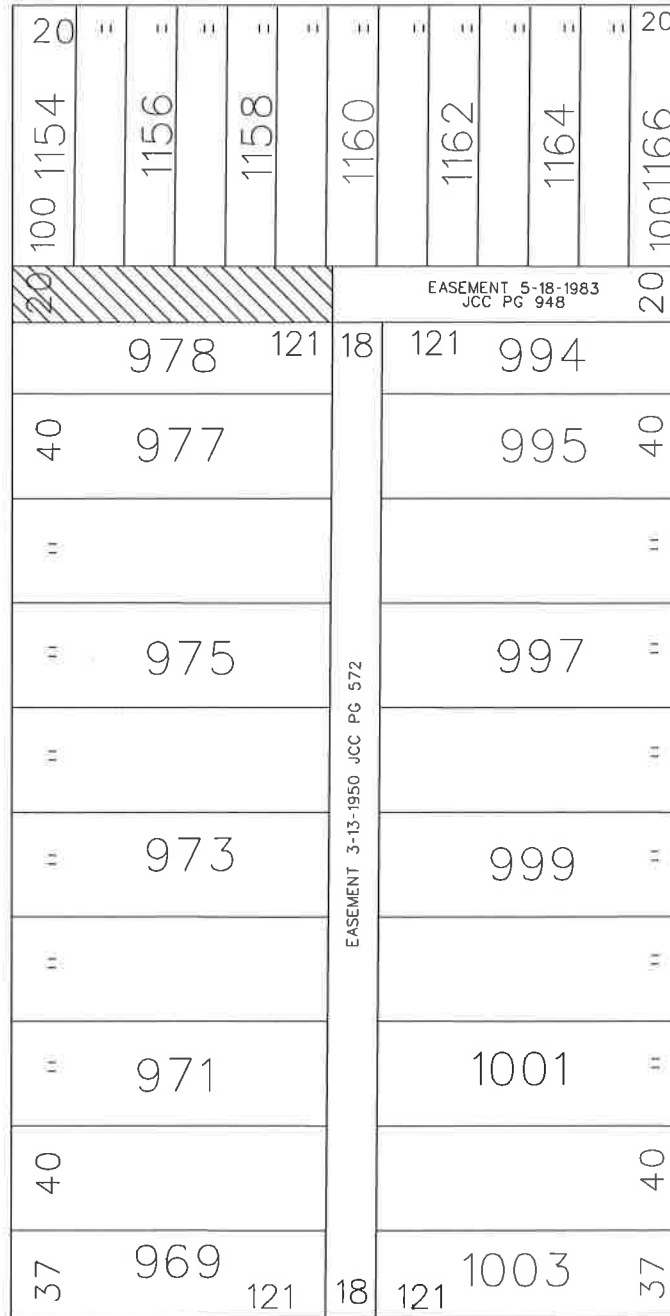 20 " " " " " " " " " " " 20
1154 1156 1158 1160 1162 1164 1166
100 100
20 EASEMENT 5-18-1983 20
JCC PG 948
978 121 18 121 994
40 977 995 40
" "
" 975 997 "
" "
EASEMENT 3-13-1950 JCC PG 572
" 973 999 "
" "
" 971 1001 "
40 40
37 969 121 18 121 1003 37